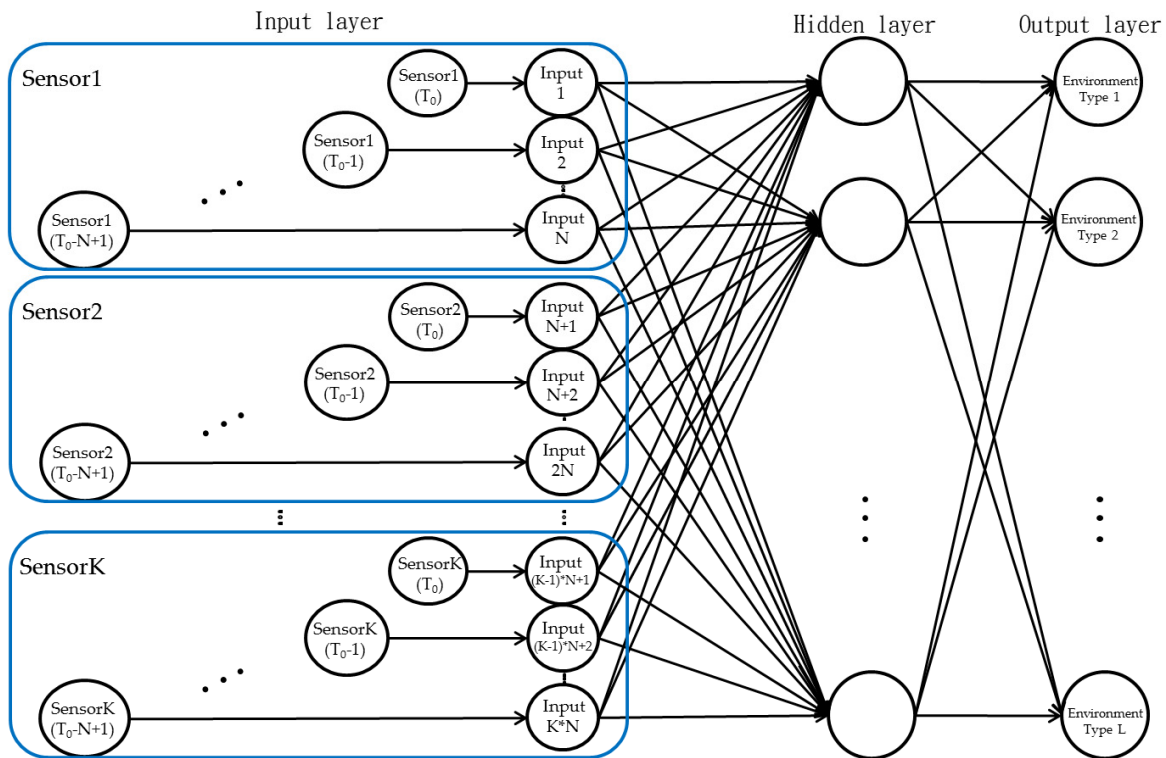 Input layer
Hidden layer
Output layer
Sensor1
Sensor1
(T₀)
Input
1
Sensor1
(T₀-1)
Input
2
Sensor1
(T₀-N+1)
Input
N
Sensor2
Sensor2
(T₀)
Input
N+1
Sensor2
(T₀-1)
Input
N+2
Sensor2
(T₀-N+1)
Input
2N
SensorK
SensorK
(T₀)
Input
(K-1)*N+1
SensorK
(T₀-1)
Input
(K-1)*N+2
SensorK
(T₀-N+1)
Input
K*N
Environment
Type 1
Environment
Type 2
Environment
Type L